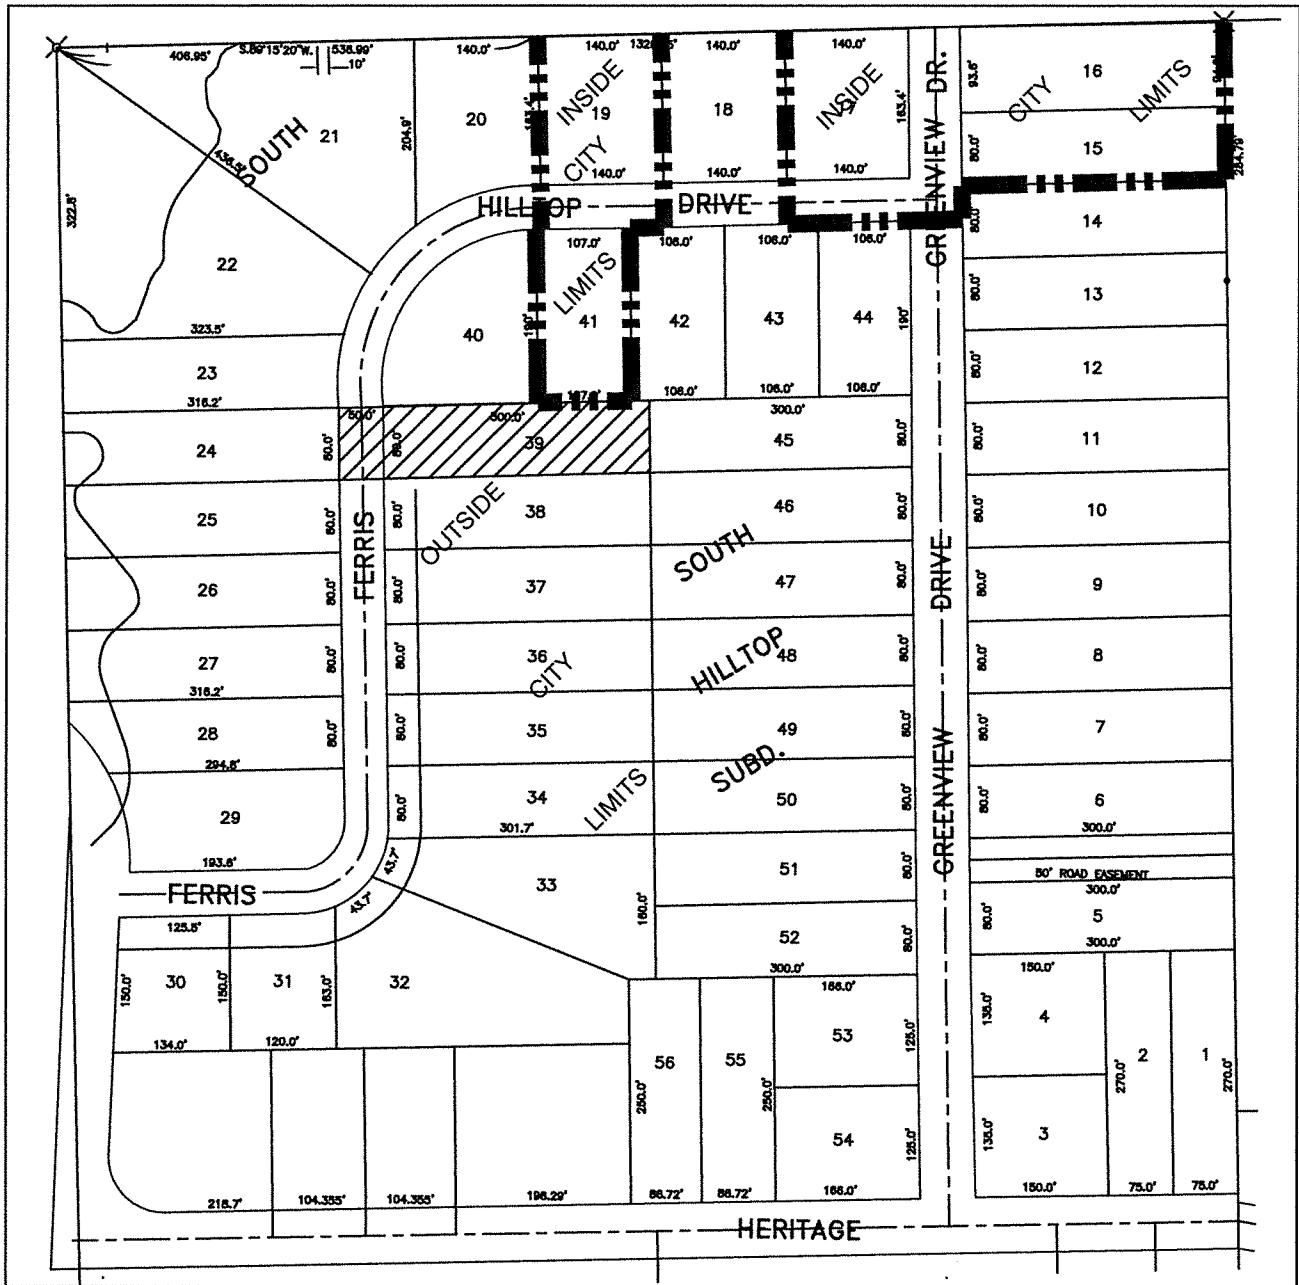 406.95' S.89°15'20"W. 538.99' 140.0' 140.0' 140.0' 140.0'
10'
GREENVIEW DR.
93.6' 16
CITY LIMITS
INSIDE INSIDE
SOUTH 21 204.9' 20 163.4' 19 18 163.4'
CITY
80.0' 15 284.79'
436.5'
140.0' 140.0' 140.0'
322.8'
HILLTOP DRIVE
80.0' 14
107.0' 106.0' 106.0' 106.0'
22
LIMITS
80.0' 13
323.5' 40 190' 41 42 43 44 190'
23
80.0' 12
316.2' 106.0' 106.0' 106.0'
50.0' 300.0' 300.0'
24 80.0' 39 45 80.0' 80.0' 11
OUTSIDE
25 80.0' 80.0' 38 46 80.0' 80.0' 10
FERRIS
SOUTH
DRIVE
26 80.0' 80.0' 37 47 80.0' 80.0' 9
27 80.0' 80.0' 36 HILLTOP 48 80.0' 80.0' 8
CITY
316.2'
28 80.0' 80.0' 35 49 80.0' 80.0' 7
294.6'
SUBD.
GREENVIEW
29 80.0' 34 LIMITS 50 80.0' 80.0' 6
301.7' 300.0'
193.6' 43.7' 51 80.0'
50' ROAD EASEMENT
300.0'
FERRIS 43.7' 33 160.0'
125.5' 52 80.0' 80.0' 5
300.0' 300.0'
150.0' 30 150.0' 31 163.0' 32
166.0' 150.0'
134.0' 120.0' 53 125.0' 135.0' 4
56 55 2 1
250.0' 250.0' 270.0' 270.0'
54 125.0' 135.0' 3
218.7' 104.355' 104.355' 196.29' 86.72' 86.72' 166.0' 150.0' 75.0' 75.0'
HERITAGE